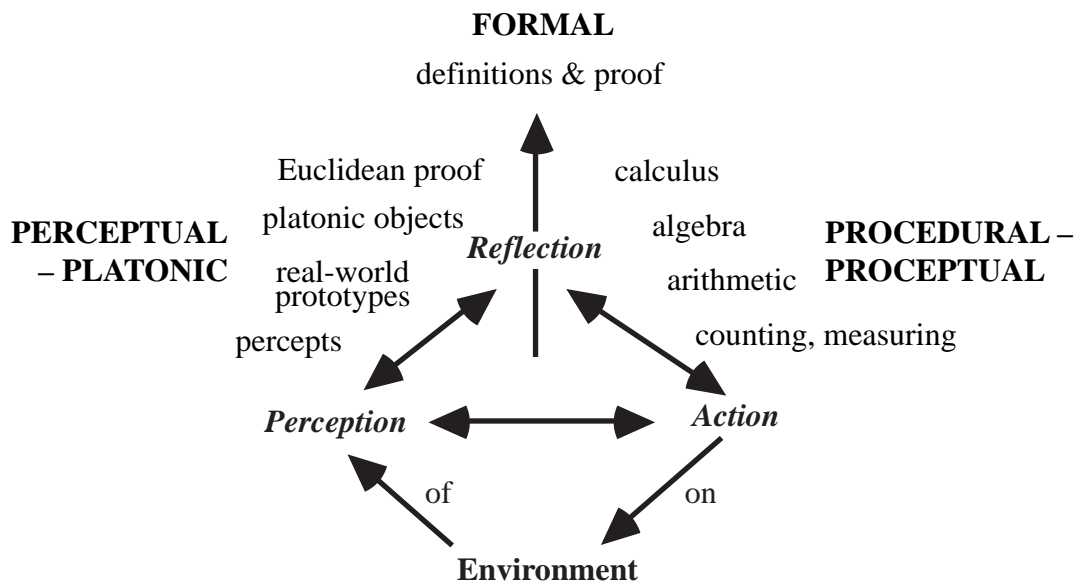 FORMAL
definitions & proof
Euclidean proof
calculus
platonic objects
algebra
PERCEPTUAL
– PLATONIC
Reflection
PROCEDURAL –
PROCEPTUAL
real-world
prototypes
arithmetic
percepts
counting, measuring
Perception
Action
of
on
Environment